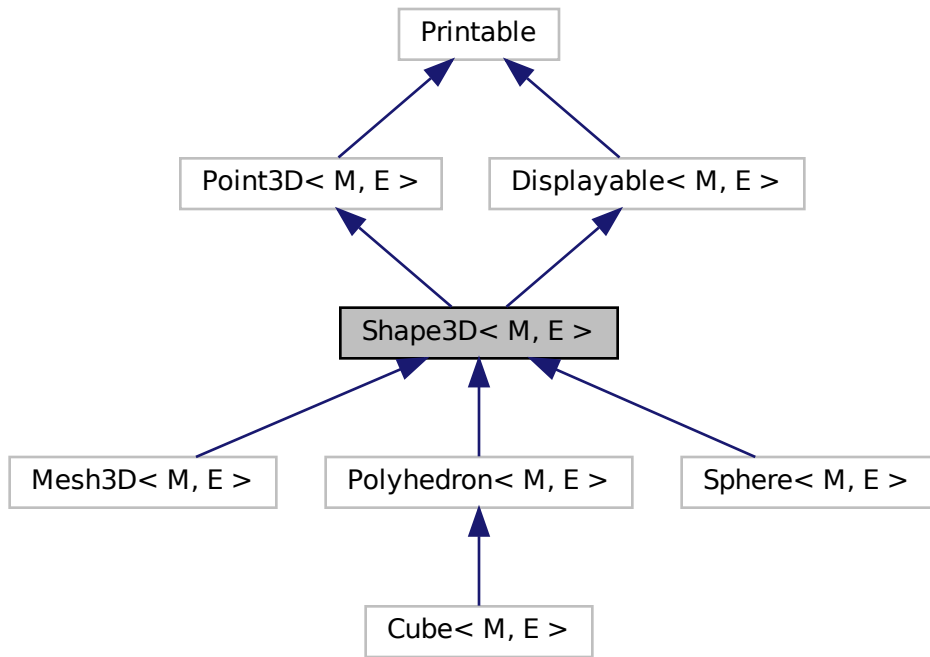 Printable
Point3D< M, E >
Displayable< M, E >
Shape3D< M, E >
Mesh3D< M, E >
Polyhedron< M, E >
Sphere< M, E >
Cube< M, E >